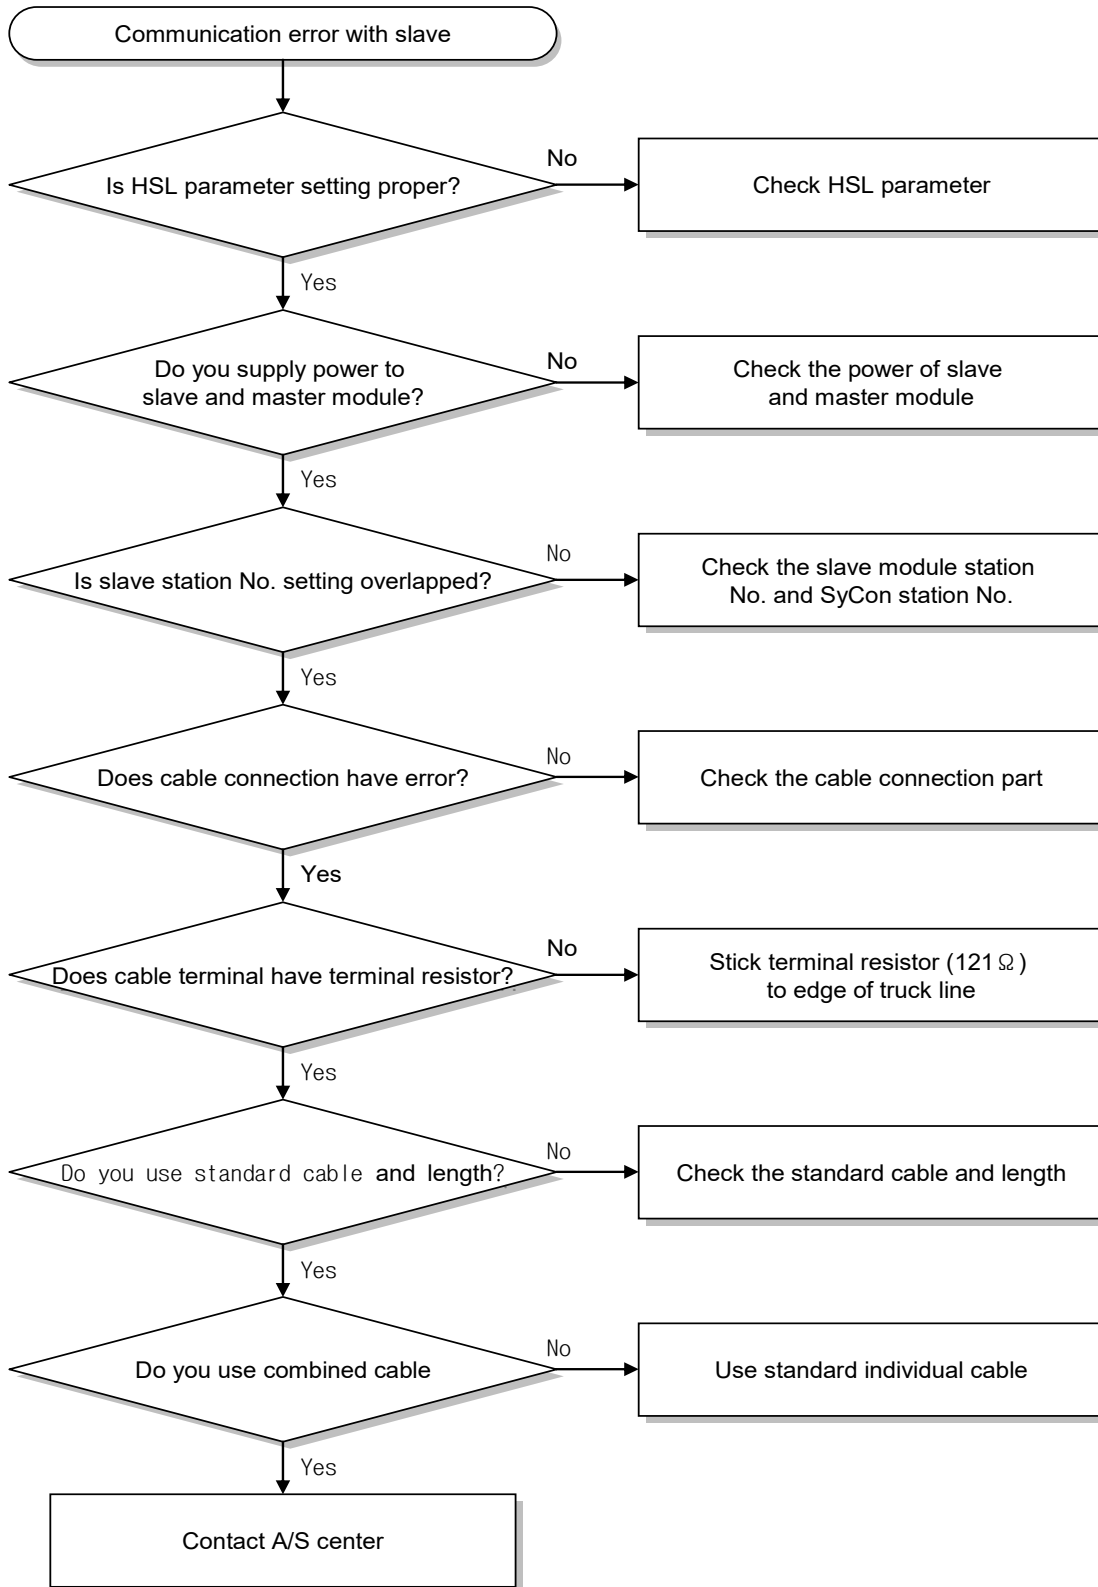 Communication error with slave
Is HSL parameter setting proper?
No
Check HSL parameter
Yes
Do you supply power to
slave and master module?
No
Check the power of slave
and master module
Yes
Is slave station No. setting overlapped?
No
Check the slave module station
No. and SyCon station No.
Yes
Does cable connection have error?
No
Check the cable connection part
Yes
Does cable terminal have terminal resistor?
No
Stick terminal resistor (121Ω)
to edge of truck line
Yes
Do you use standard cable and length?
No
Check the standard cable and length
Yes
Do you use combined cable
No
Use standard individual cable
Yes
Contact A/S center